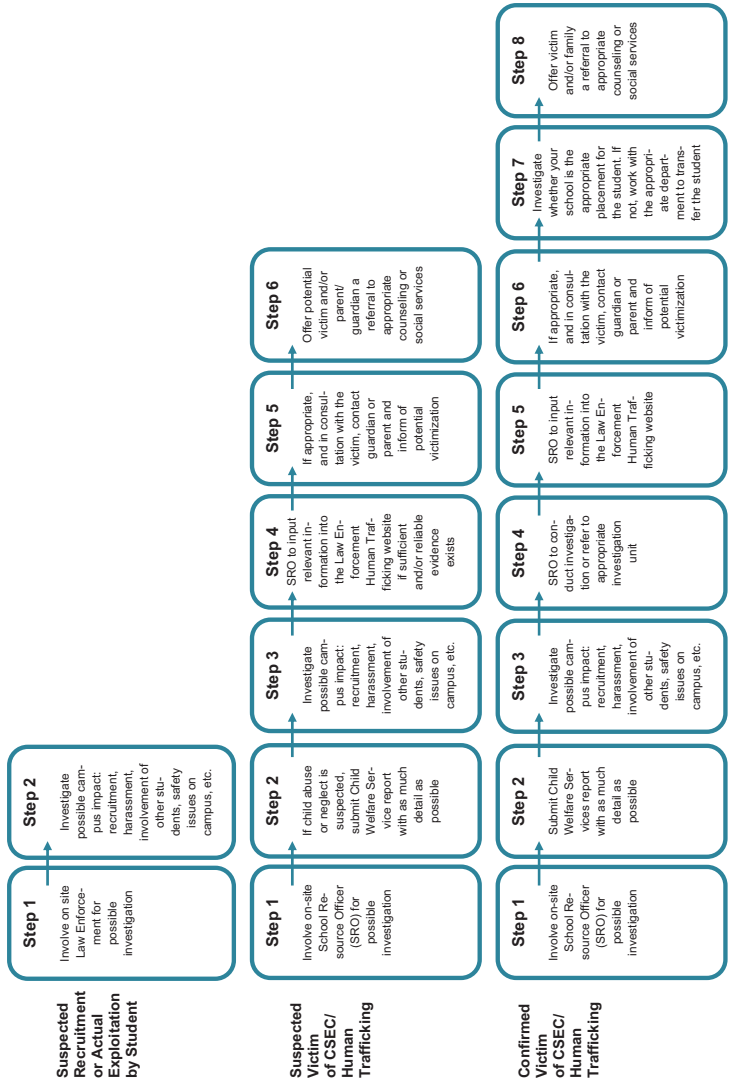 Suspected
Recruitment
or Actual
Exploitation
by Student
Step 1
Involve on site
Law Enforce-
ment for
possible
investigation
Step 2
Investigate
possible cam-
pus impact:
recruitment,
harassment,
involvement of
other stu-
dents, safety
issues on
campus, etc.
Suspected
Victim
of CSEC/
Human
Trafficking
Step 1
Involve on-site
School Re-
source Officer
(SRO) for
possible
investigation
Step 2
If child abuse
or neglect is
suspected,
submit Child
Welfare Ser-
vice report
with as much
detail as
possible
Step 3
Investigate
possible cam-
pus impact:
recruitment,
harassment,
involvement of
other stu-
dents, safety
issues on
campus, etc.
Step 4
SRO to input
relevant in-
formation into
the Law En-
forcement
Human Traf-
ficking website
if sufficient
and/or reliable
evidence
exists
Step 5
If appropriate,
and in consul-
tation with the
victim, contact
guardian or
parent and
inform of
potential
victimization
Step 6
Offer potential
victim and/or
parent/
guardian a
referral to
appropriate
counseling or
social services
Confirmed
Victim
of CSEC/
Human
Trafficking
Step 1
Involve on-site
School Re-
source Officer
(SRO) for
possible
investigation
Step 2
Submit Child
Welfare Ser-
vices report
with as much
detail as
possible
Step 3
Investigate
possible cam-
pus impact:
recruitment,
harassment,
involvement of
other stu-
dents, safety
issues on
campus, etc.
Step 4
SRO to con-
duct investiga-
tion or refer to
appropriate
investigation
unit
Step 5
SRO to input
relevant in-
formation into
the Law En-
forcement
Human Traf-
ficking website
Step 6
If appropriate,
and in consul-
tation with the
victim, contact
guardian or
parent and
inform of
potential
victimization
Step 7
Investigate
whether your
school is the
appropriate
placement for
the student. If
not, work with
the appropri-
ate depart-
ment to trans-
fer the student
Step 8
Offer victim
and/or family
a referral to
appropriate
counseling or
social services